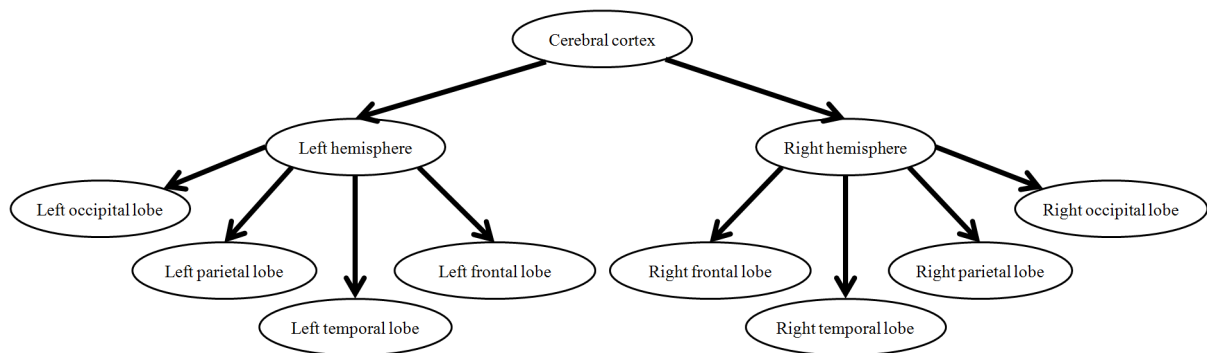 Cerebral cortex
Left hemisphere
Right hemisphere
Left occipital lobe
Right occipital lobe
Left parietal lobe
Left frontal lobe
Right frontal lobe
Right parietal lobe
Left temporal lobe
Right temporal lobe